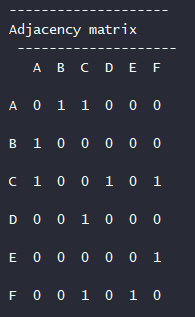 --------------------
Adjacency matrix
--------------------
A B C D E F
A 0 1 1 0 0 0
B 1 0 0 0 0 0
C 1 0 0 1 0 1
D 0 0 1 0 0 0
E 0 0 0 0 0 1
F 0 0 1 0 1 0